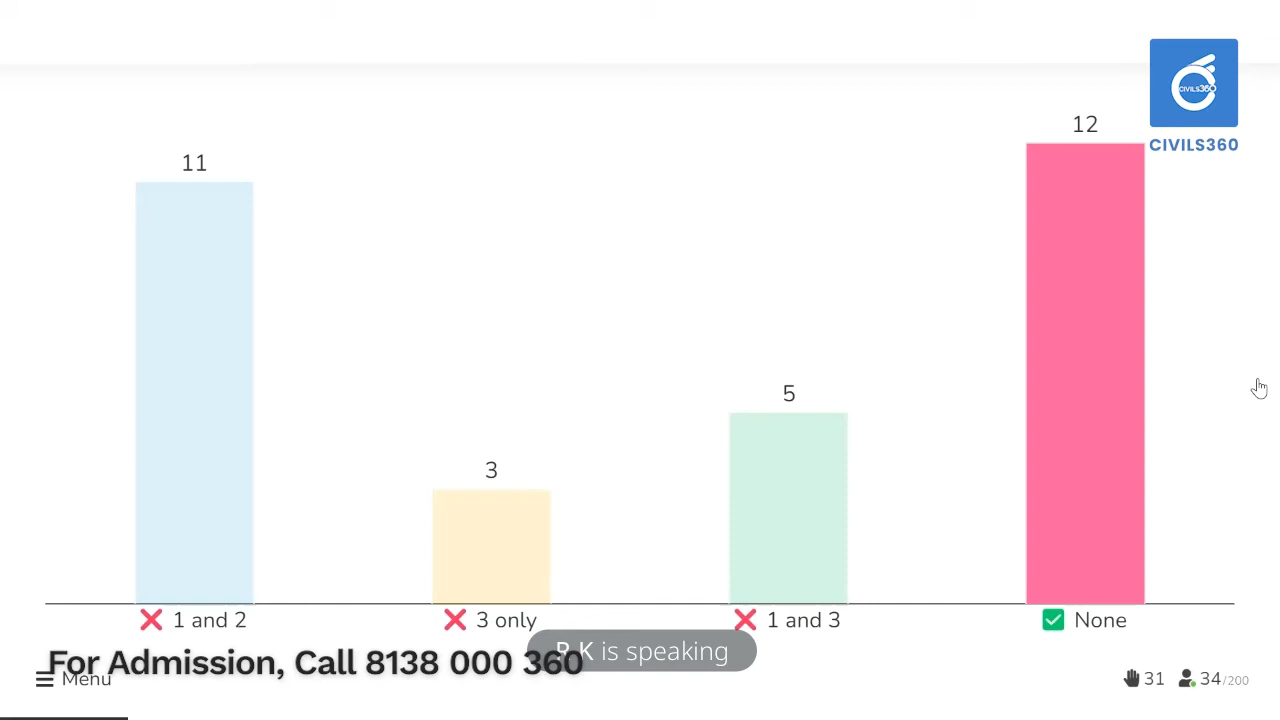 CIVILS360
CIVILS360
12
11
5
3
❌ 1 and 2
❌ 3 only
❌ 1 and 3
✅ None
R K is speaking
For Admission, Call 8138 000 360
Menu
31
34/200